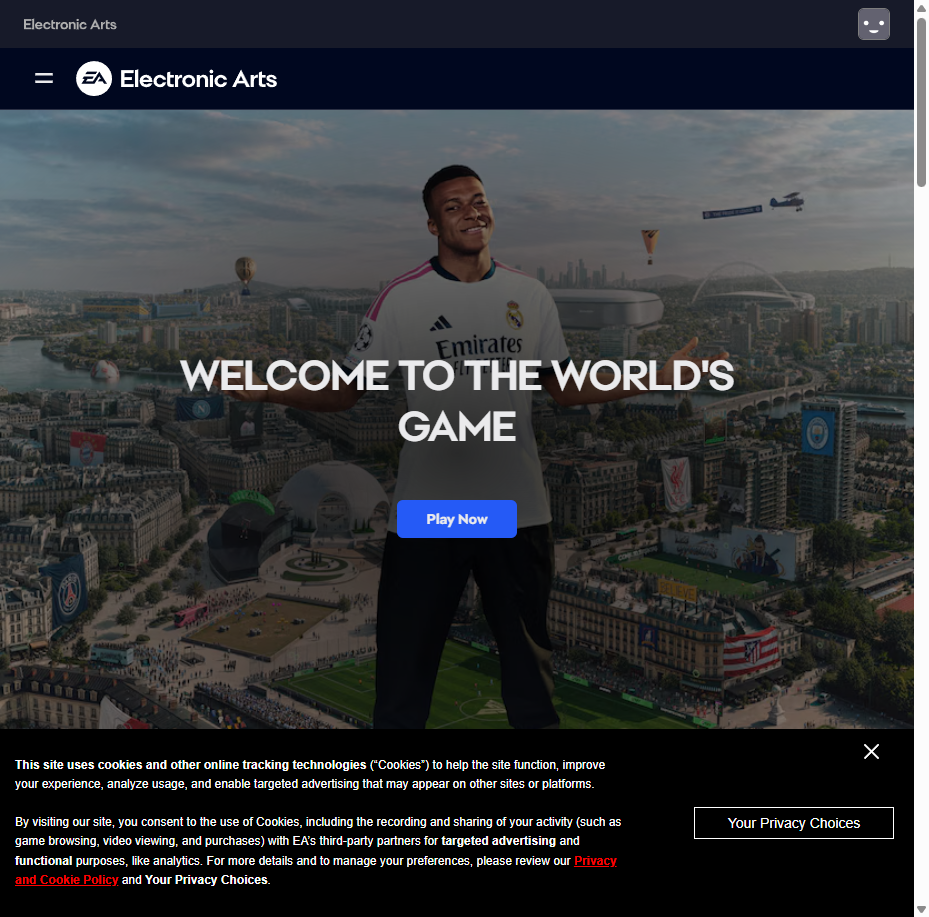 Electronic Arts
EA Electronic Arts
Emirates
WELCOME TO THE WORLD'S
GAME
Play Now
This site uses cookies and other online tracking technologies (“Cookies”) to help the site function, improve
your experience, analyze usage, and enable targeted advertising that may appear on other sites or platforms.
By visiting our site, you consent to the use of Cookies, including the recording and sharing of your activity (such as
game browsing, video viewing, and purchases) with EA’s third-party partners for targeted advertising and
functional purposes, like analytics. For more details and to manage your preferences, please review our Privacy
and Cookie Policy and Your Privacy Choices.
Your Privacy Choices